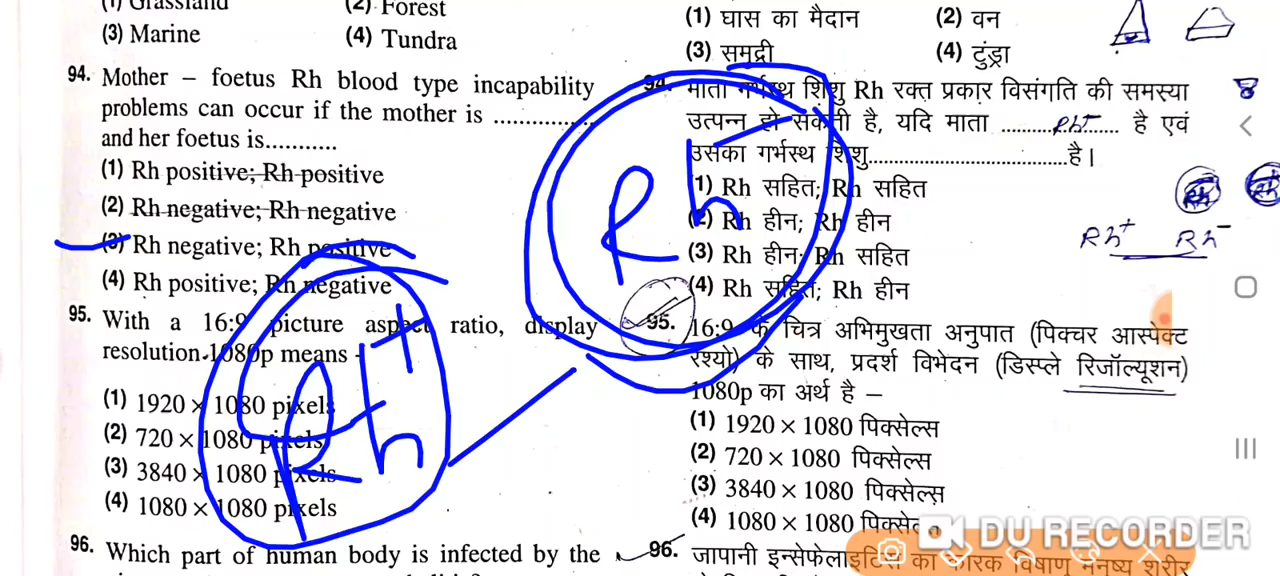 (1) Grassland
(2) Forest
(3) Marine
(4) Tundra
94. Mother – foetus Rh blood type incapability
problems can occur if the mother is ...............
and her foetus is...........
(1) Rh positive; Rh positive
(2) Rh negative; Rh negative
(3) Rh negative; Rh positive
(4) Rh positive; Rh negative
95. With a 16:9 picture aspect ratio, display
resolution 1080p means -
(1) 1920 × 1080 pixels
(2) 720 × 1080 pixels
(3) 3840 × 1080 pixels
(4) 1080 × 1080 pixels
96. Which part of human body is infected by the
(1) घास का मैदान
(2) वन
(3) समुद्री
(4) टुंड्रा
94. माता गर्भस्थ शिशु Rh रक्त प्रकार विसंगति की समस्या
उत्पन्न हो सकती है, यदि माता ........Rh-........ है एवं
उसका गर्भस्थ शिशु.....................................है।
(1) Rh सहित; Rh सहित
(2) Rh हीन; Rh हीन
(3) Rh हीन; Rh सहित
(4) Rh सहित; Rh हीन
95. 16:9 के चित्र अभिमुखता अनुपात (पिक्चर आस्पेक्ट
रेश्यो) के साथ, प्रदर्श विभेदन (डिस्प्ले रिजॉल्यूशन)
1080p का अर्थ है –
(1) 1920 × 1080 पिक्सेल्स
(2) 720 × 1080 पिक्सेल्स
(3) 3840 × 1080 पिक्सेल्स
(4) 1080 × 1080 पिक्सेल्स
96. जापानी इन्सेफेलाइटिस का कारक विषाणु मनुष्य शरीर
Rh-
Rh+
Rh
Rh
Rh+ Rh-
DU RECORDER